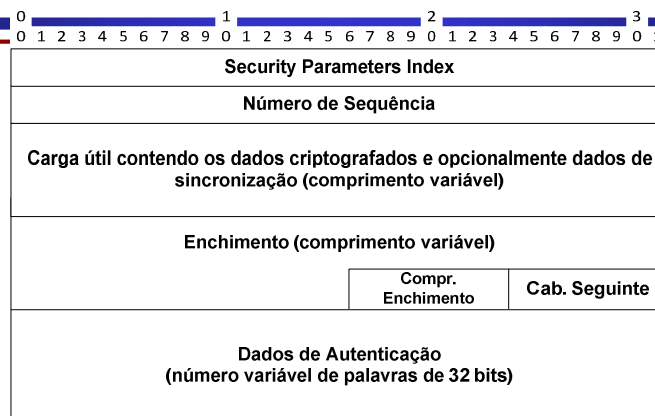 0 1 2 3
0 1 2 3 4 5 6 7 8 9 0 1 2 3 4 5 6 7 8 9 0 1 2 3 4 5 6 7 8 9 0
Security Parameters Index
Número de Sequência
Carga útil contendo os dados criptografados e opcionalmente dados de
sincronização (comprimento variável)
Enchimento (comprimento variável)
Compr.
Enchimento
Cab. Seguinte
Dados de Autenticação
(número variável de palavras de 32 bits)